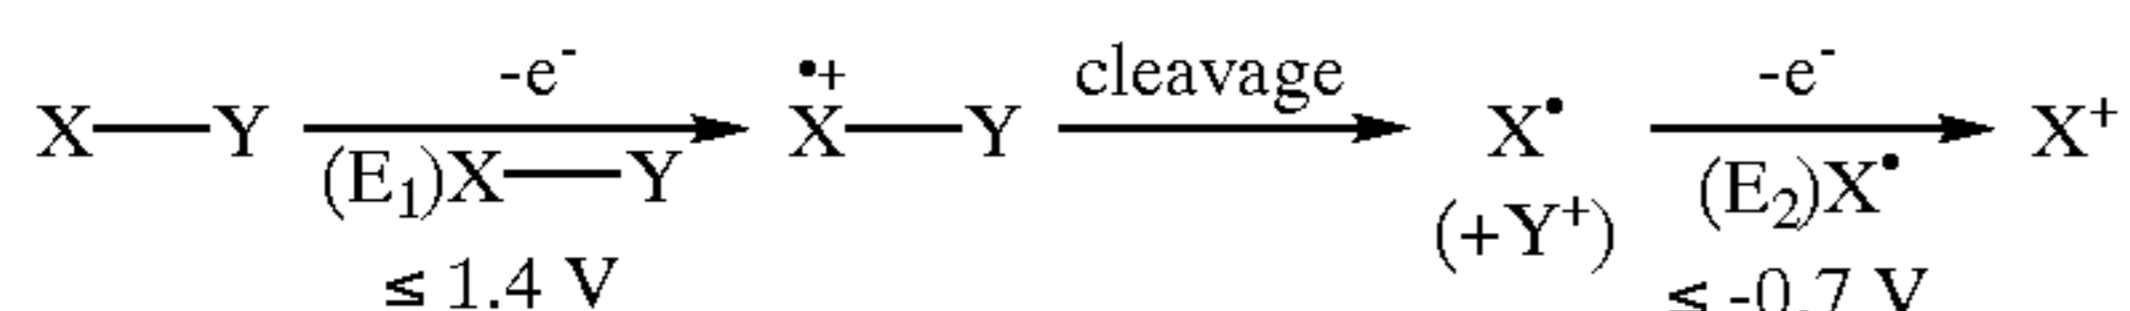 -e⁻ -e⁻
X—Y •+ X—Y cleavage X• X⁺
(E₁)X—Y (+Y⁺) (E₂)X•
≤ 1.4 V ≤ -0.7 V